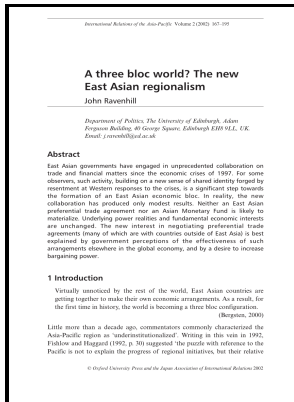 International Relations of the Asia-Pacific Volume 2 (2002) 167–195
A three bloc world? The new
East Asian regionalism
John Ravenhill
Department of Politics, The University of Edinburgh, Adam
Ferguson Building, 40 George Square, Edinburgh EH8 9LL, UK
Email: j.ravenhill@ed.ac.uk
Abstract
East Asian governments have engaged in unprecedented collaboration on
trade and financial matters since the economic crises of 1997. For some
observers, such activity, building on a new sense of shared identity forged by
resentment at Western responses to the crises, is a significant step towards
the formation of an East Asian economic bloc. In reality, the new
collaboration has produced only modest results. Neither an East Asian
preferential trade agreement nor an Asian Monetary Fund is likely to
materialize. Underlying power realities and fundamental economic interests
are unchanged. The new interest in negotiating preferential trade
agreements (many of which are with countries outside of East Asia) is best
explained by government perceptions of the effectiveness of such
arrangements elsewhere in the global economy, and by a desire to increase
bargaining power.
1 Introduction
Virtually unnoticed by the rest of the world, East Asian countries are
getting together to make their own economic arrangements. As a result, for
the first time in history, the world is becoming a three bloc configuration.
(Bergsten, 2000)
Little more than a decade ago, commentators commonly characterized the
Asia-Pacific region as 'underinstitutionalized'. Writing in this vein in 1992,
Fishlow and Haggard (1992, p. 30) suggested 'the puzzle with reference to the
Pacific is not to explain the progress of regional initiatives, but their relative
© Oxford University Press and the Japan Association of International Relations 2002